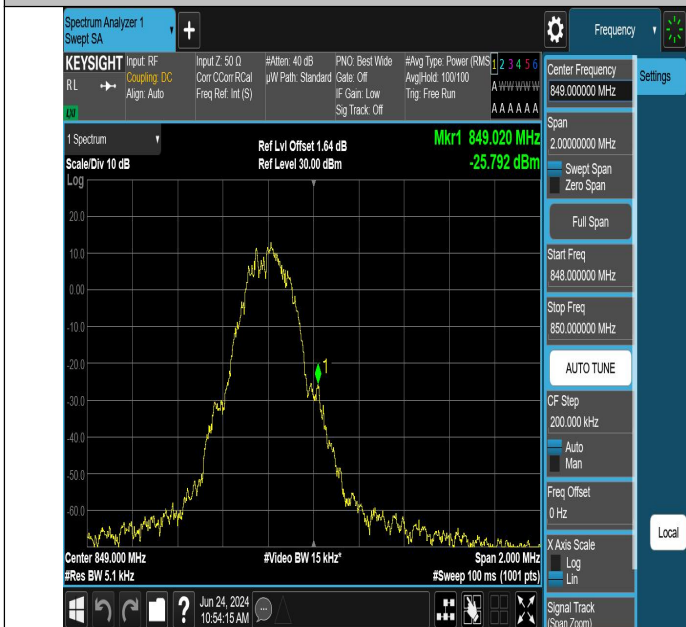 Spectrum Analyzer 1
Swept SA
+
Frequency
KEYSIGHT
RL
LXI
Input: RF
Coupling: DC
Align: Auto
Input Z: 50 Ω
Corr CCorr RCal
Freq Ref: Int (S)
#Atten: 40 dB
µW Path: Standard
PNO: Best Wide
Gate: Off
IF Gain: Low
Sig Track: Off
#Avg Type: Power (RMS)
Avg|Hold: 100/100
Trig: Free Run
1 2 3 4 5 6
A W W W W W
A A A A A A
1 Spectrum
Scale/Div 10 dB
Ref Lvl Offset 1.64 dB
Ref Level 30.00 dBm
Mkr1 849.020 MHz
-25.792 dBm
Log
20.0
10.0
0.00
-10.0
-20.0
-30.0
-40.0
-50.0
-60.0
1
Center 849.000 MHz
#Res BW 5.1 kHz
#Video BW 15 kHz*
Span 2.000 MHz
#Sweep 100 ms (1001 pts)
?
Jun 24, 2024
10:54:15 AM
Center Frequency
849.000000 MHz
Span
2.00000000 MHz
Swept Span
Zero Span
Full Span
Start Freq
848.000000 MHz
Stop Freq
850.000000 MHz
AUTO TUNE
CF Step
200.000 kHz
Auto
Man
Freq Offset
0 Hz
X Axis Scale
Log
Lin
Signal Track
(Span Zoom)
Settings
Local